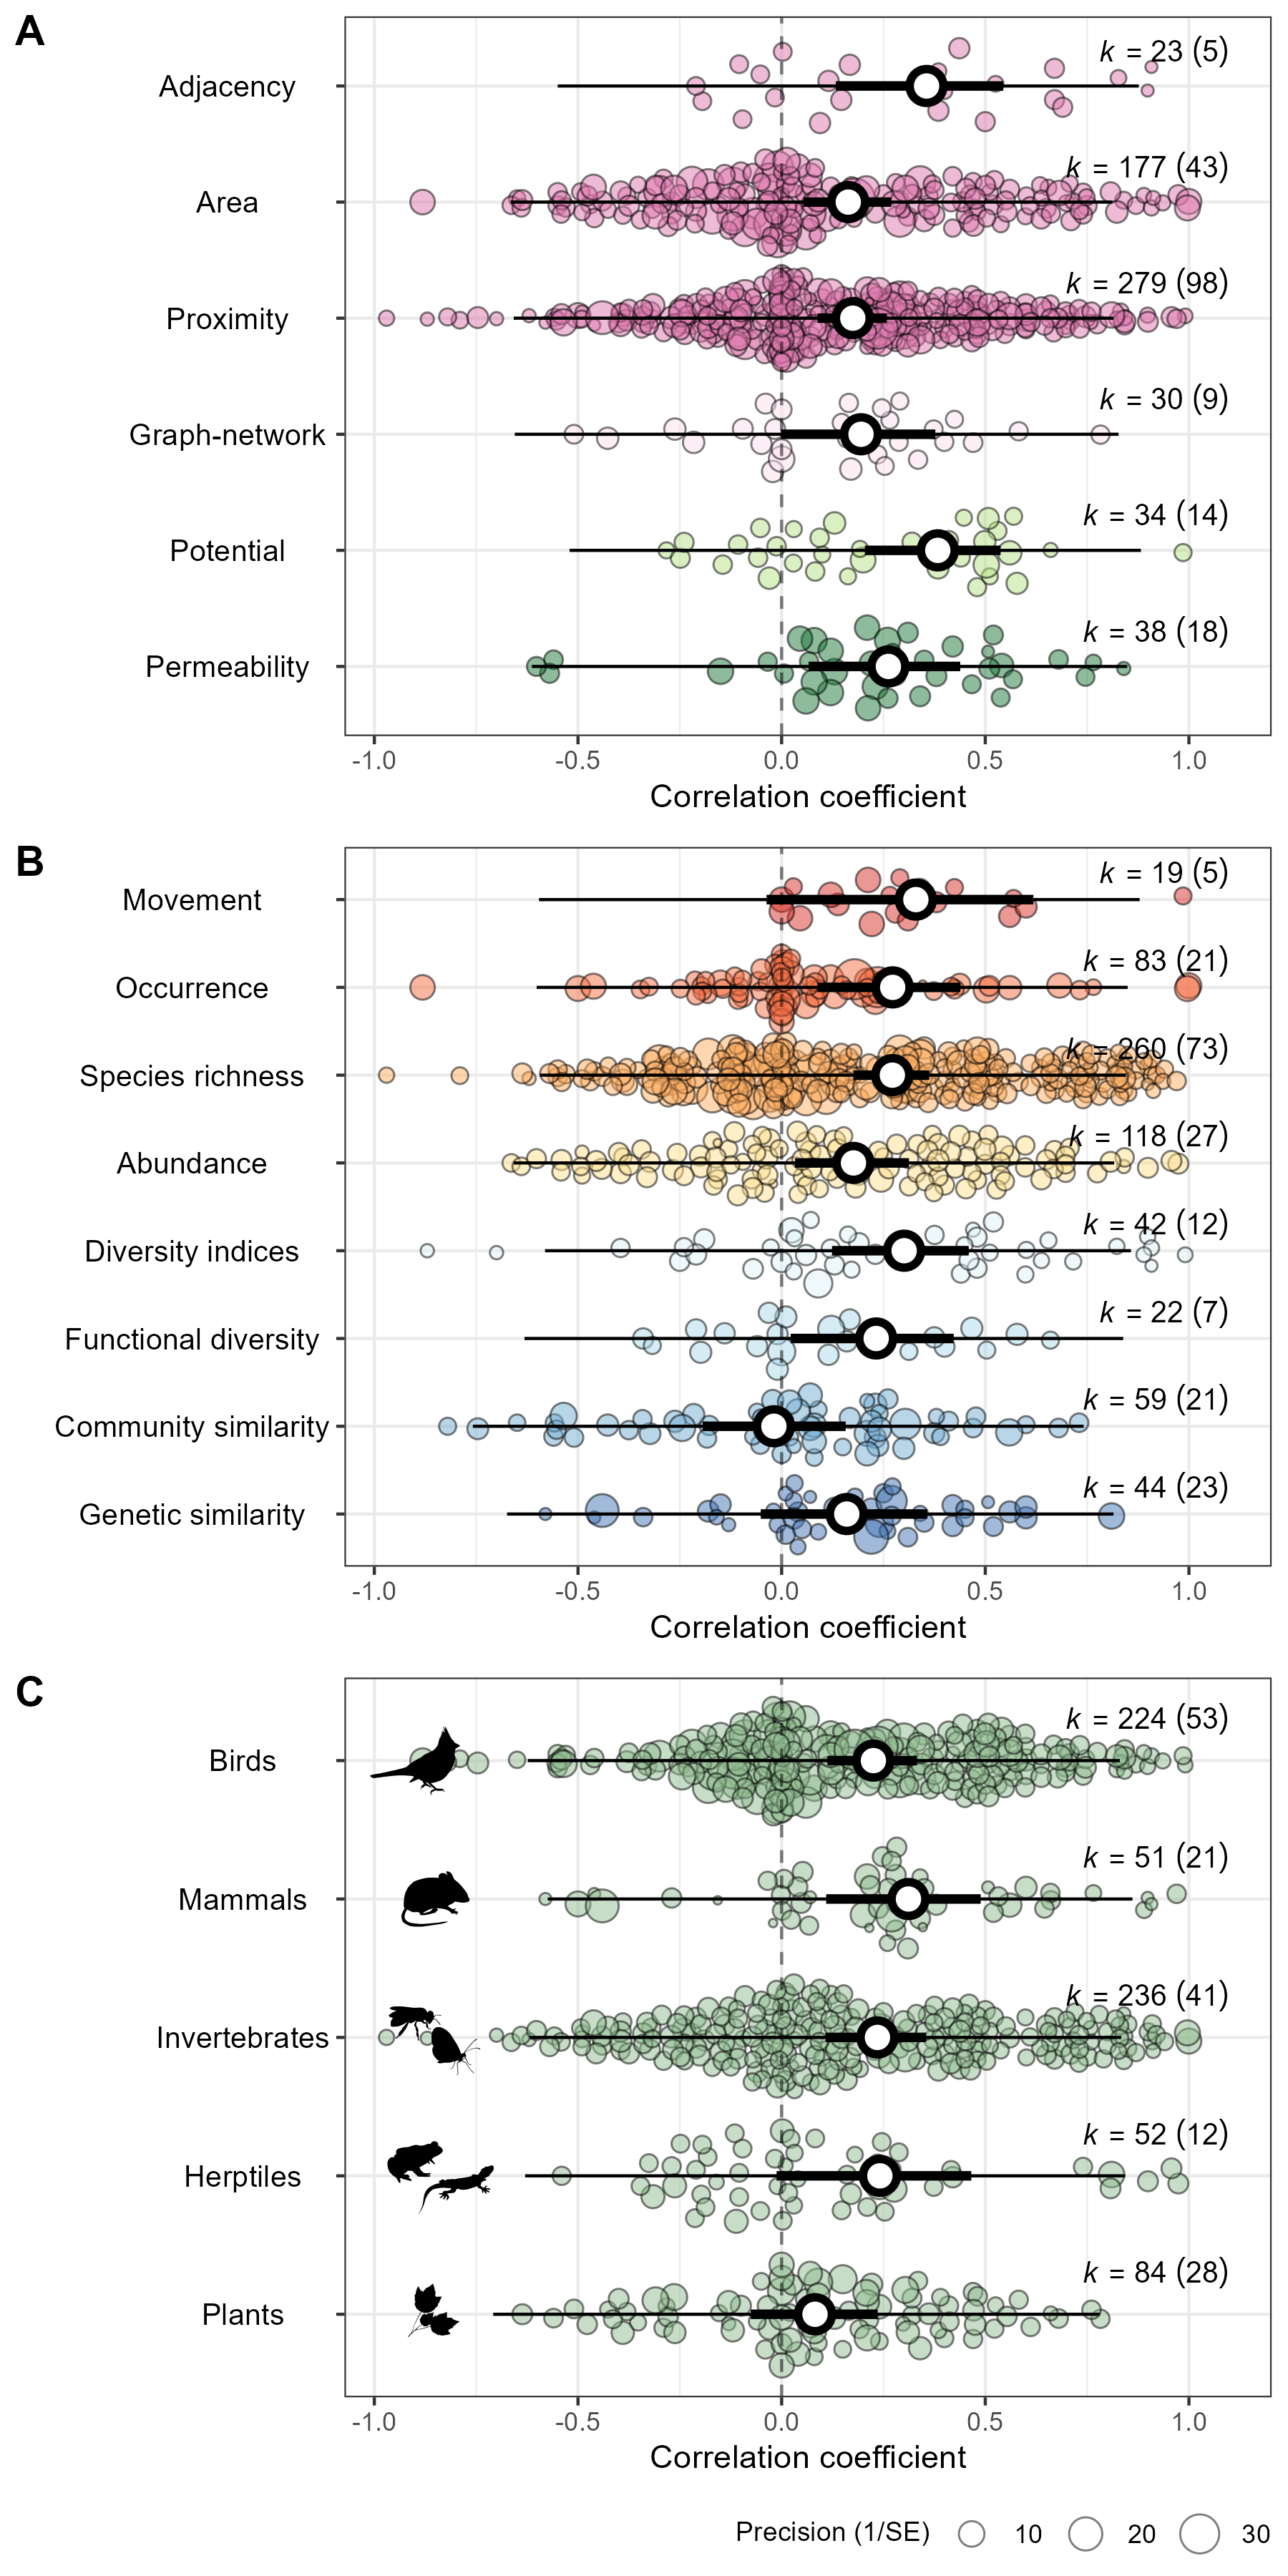 A
Adjacency
k = 23 (5)
Area
k = 177 (43)
Proximity
k = 279 (98)
Graph-network
k = 30 (9)
Potential
k = 34 (14)
Permeability
k = 38 (18)
-1.0 -0.5 0.0 0.5 1.0
Correlation coefficient
B
Movement
k = 19 (5)
Occurrence
k = 83 (21)
Species richness
k = 260 (73)
Abundance
k = 118 (27)
Diversity indices
k = 42 (12)
Functional diversity
k = 22 (7)
Community similarity
k = 59 (21)
Genetic similarity
k = 44 (23)
-1.0 -0.5 0.0 0.5 1.0
Correlation coefficient
C
Birds
k = 224 (53)
Mammals
k = 51 (21)
Invertebrates
k = 236 (41)
Herptiles
k = 52 (12)
Plants
k = 84 (28)
-1.0 -0.5 0.0 0.5 1.0
Correlation coefficient
Precision (1/SE) 10 20 30